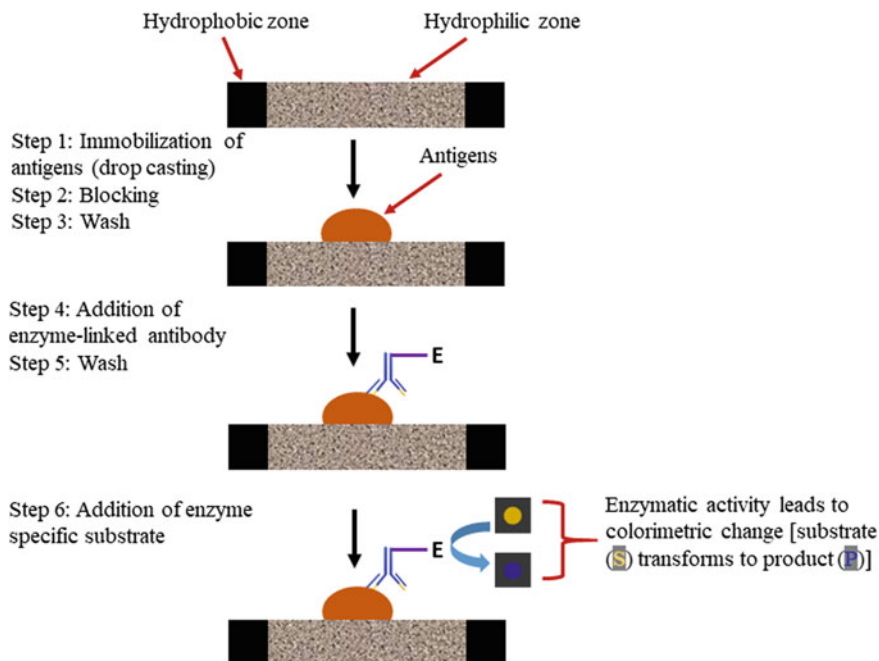 Hydrophobic zone
Hydrophilic zone
Step 1: Immobilization of
antigens (drop casting)
Step 2: Blocking
Step 3: Wash
Antigens
Step 4: Addition of
enzyme-linked antibody
Step 5: Wash
E
Step 6: Addition of enzyme
specific substrate
E
Enzymatic activity leads to
colorimetric change [substrate
(S) transforms to product (P)]